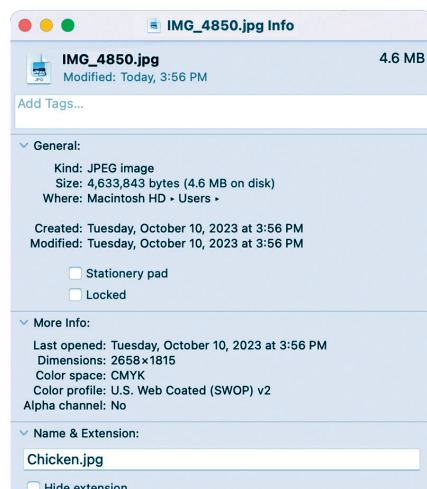 IMG_4850.jpg Info
IMG_4850.jpg 4.6 MB
Modified: Today, 3:56 PM
JPG
Add Tags...
General:
Kind: JPEG image
Size: 4,633,843 bytes (4.6 MB on disk)
Where: Macintosh HD ▸ Users ▸
Created: Tuesday, October 10, 2023 at 3:56 PM
Modified: Tuesday, October 10, 2023 at 3:56 PM
Stationery pad
Locked
More Info:
Last opened: Tuesday, October 10, 2023 at 3:56 PM
Dimensions: 2658×1815
Color space: CMYK
Color profile: U.S. Web Coated (SWOP) v2
Alpha channel: No
Name & Extension:
Chicken.jpg
Hide extension